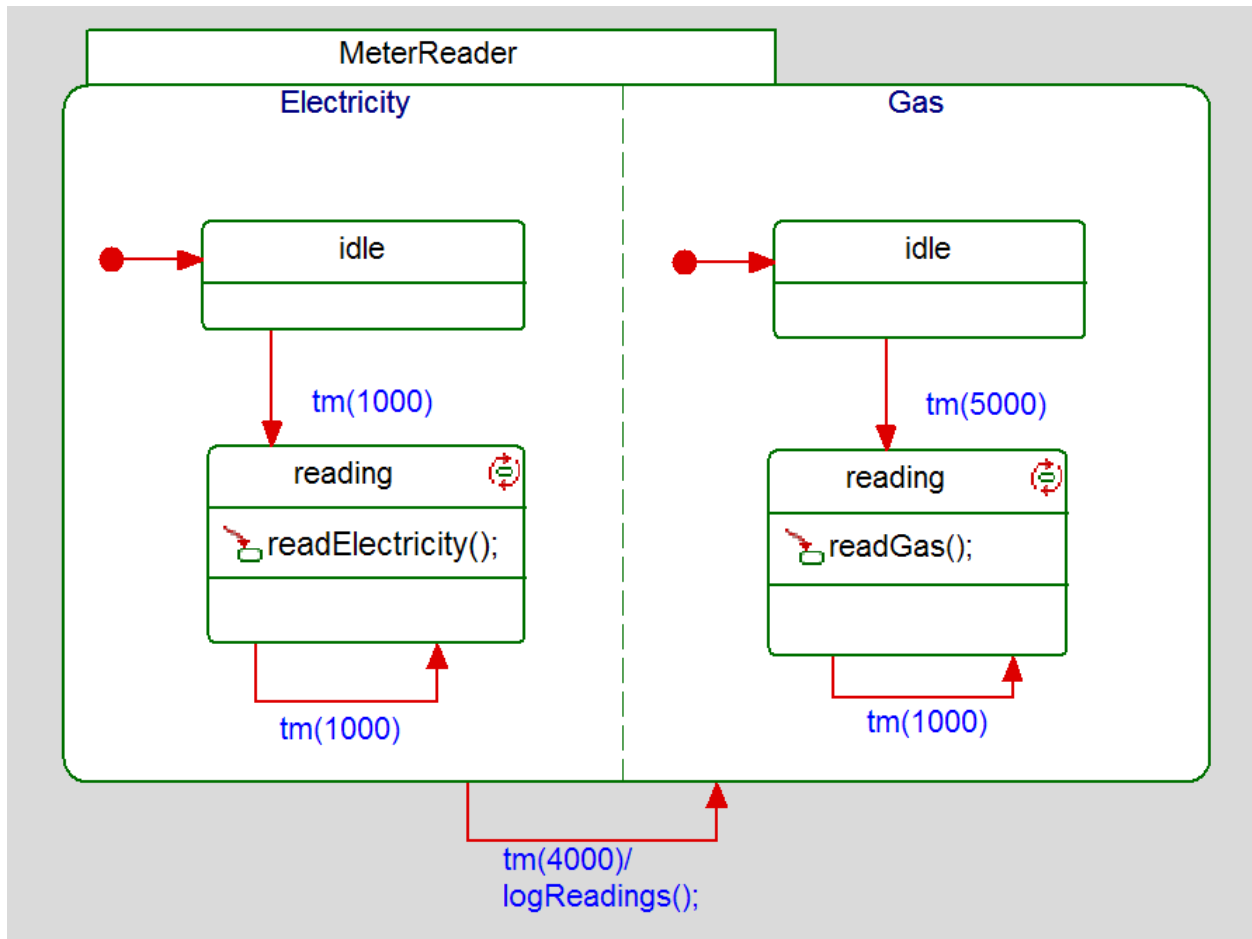 MeterReader
Electricity
Gas
idle
idle
tm(1000)
tm(5000)
reading
reading
readElectricity();
readGas();
tm(1000)
tm(1000)
tm(4000)/
logReadings();